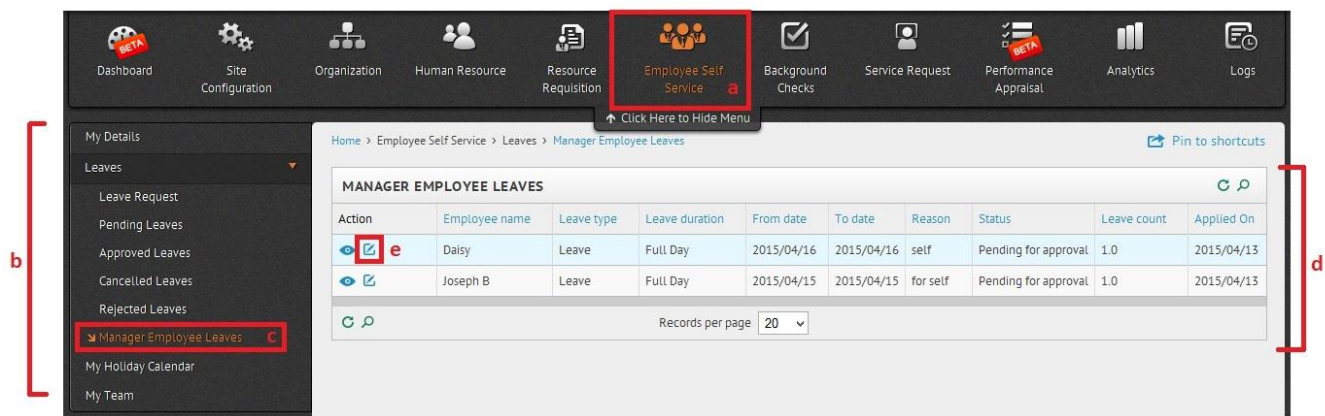 BETA
BETA
Dashboard Site Configuration Organization Human Resource Resource Requisition Employee Self Service a Background Checks Service Request Performance Appraisal Analytics Logs
Click Here to Hide Menu
b
My Details
Leaves
Leave Request
Pending Leaves
Approved Leaves
Cancelled Leaves
Rejected Leaves
Manager Employee Leaves c
My Holiday Calendar
My Team
Home > Employee Self Service > Leaves > Manager Employee Leaves Pin to shortcuts
d
MANAGER EMPLOYEE LEAVES
Action Employee name Leave type Leave duration From date To date Reason Status Leave count Applied On
e Daisy Leave Full Day 2015/04/16 2015/04/16 self Pending for approval 1.0 2015/04/13
Joseph B Leave Full Day 2015/04/15 2015/04/15 for self Pending for approval 1.0 2015/04/13
Records per page 20